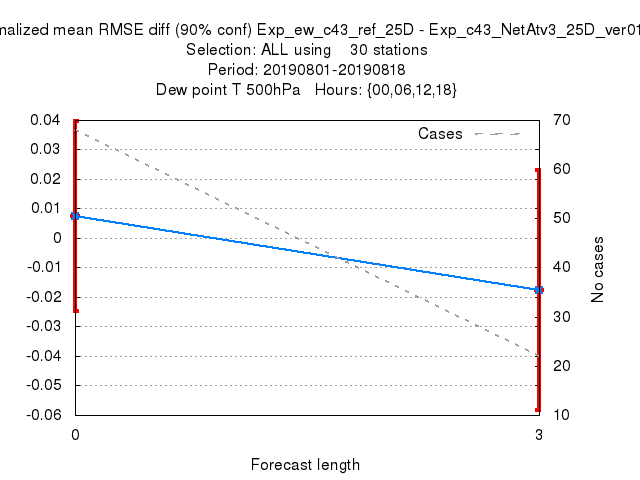 malized mean RMSE diff (90% conf) Exp_ew_c43_ref_25D - Exp_c43_NetAtv3_25D_ver01
Selection: ALL using 30 stations
Period: 20190801-20190818
Dew point T 500hPa Hours: {00,06,12,18}
Cases
0.04
0.03
0.02
0.01
0
-0.01
-0.02
-0.03
-0.04
-0.05
-0.06
70
60
50
40
30
20
10
No cases
0 3
Forecast length